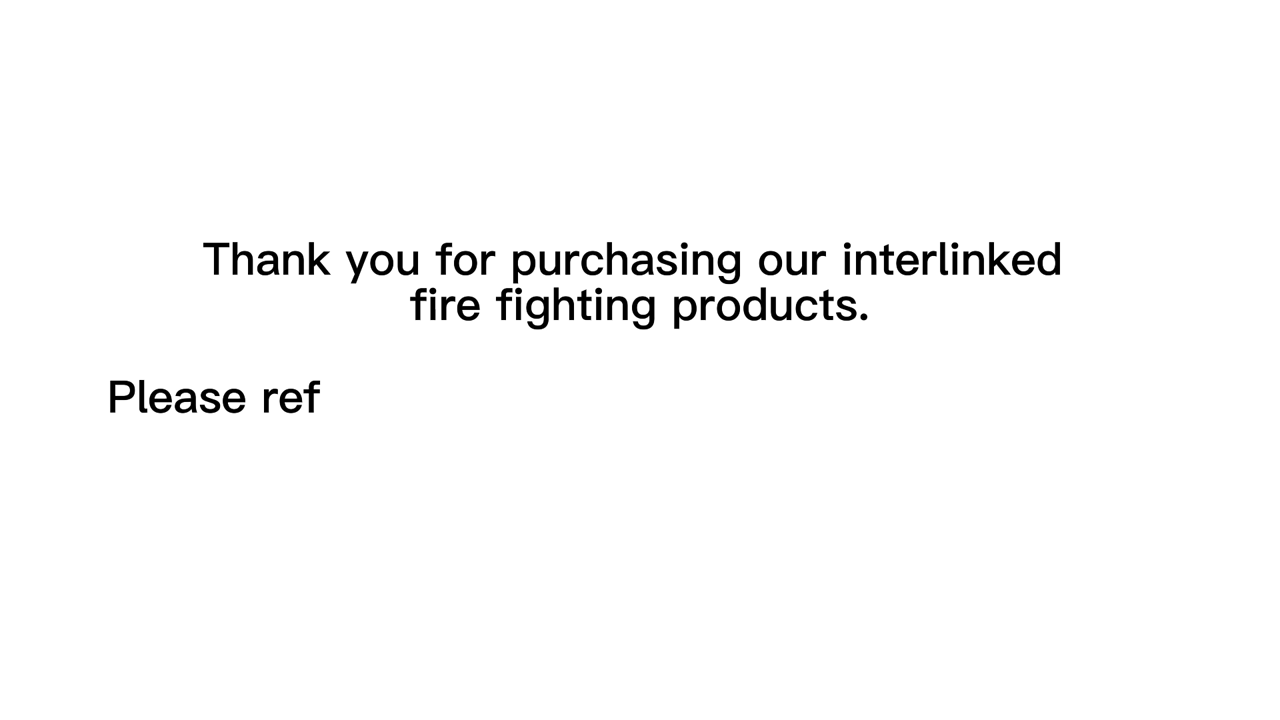 Thank you for purchasing our interlinked
fire fighting products.
Please ref